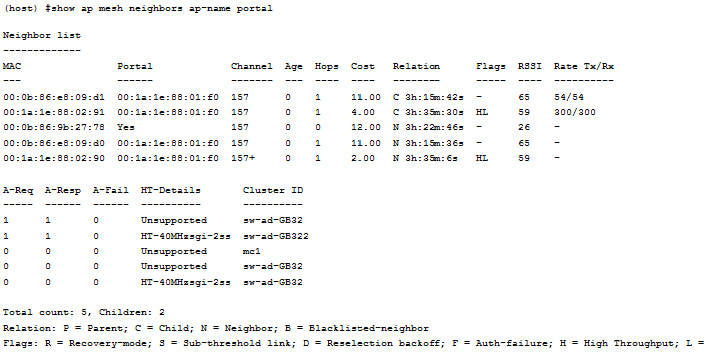 (host) #show ap mesh neighbors ap-name portal
Neighbor list
-------------
MAC Portal Channel Age Hops Cost Relation Flags RSSI Rate Tx/Rx
--- ------ ------- --- ---- ---- -------- ----- ---- ----------
00:0b:86:e8:09:d1 00:1a:1e:88:01:f0 157 0 1 11.00 C 3h:15m:42s - 65 54/54
00:1a:1e:88:02:91 00:1a:1e:88:01:f0 157 0 1 4.00 C 3h:35m:30s HL 59 300/300
00:0b:86:9b:27:78 Yes 157 0 0 12.00 N 3h:22m:46s - 26 -
00:0b:86:e8:09:d0 00:1a:1e:88:01:f0 157 0 1 11.00 N 3h:15m:36s - 65 -
00:1a:1e:88:02:90 00:1a:1e:88:01:f0 157+ 0 1 2.00 N 3h:35m:6s HL 59 -
A-Req A-Resp A-Fail HT-Details Cluster ID
----- ------ ------ ---------- ----------
1 1 0 Unsupported sw-ad-GB32
1 1 0 HT-40MHzsgi-2ss sw-ad-GB322
0 0 0 Unsupported mc1
0 0 0 Unsupported sw-ad-GB32
0 0 0 HT-40MHzsgi-2ss sw-ad-GB32
Total count: 5, Children: 2
Relation: P = Parent; C = Child; N = Neighbor; B = Blacklisted-neighbor
Flags: R = Recovery-mode; S = Sub-threshold link; D = Reselection backoff; F = Auth-failure; H = High Throughput; L =